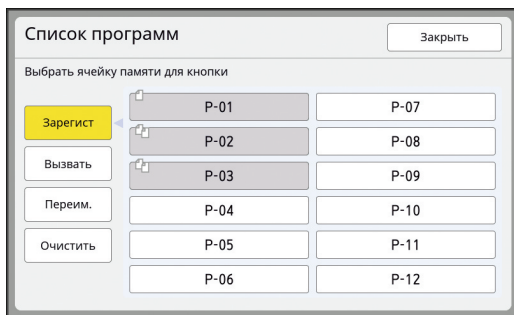 Список программ
Закрыть
Выбрать ячейку памяти для кнопки
Зарегист
Вызвать
Переим.
Очистить
P-01
P-02
P-03
P-04
P-05
P-06
P-07
P-08
P-09
P-10
P-11
P-12